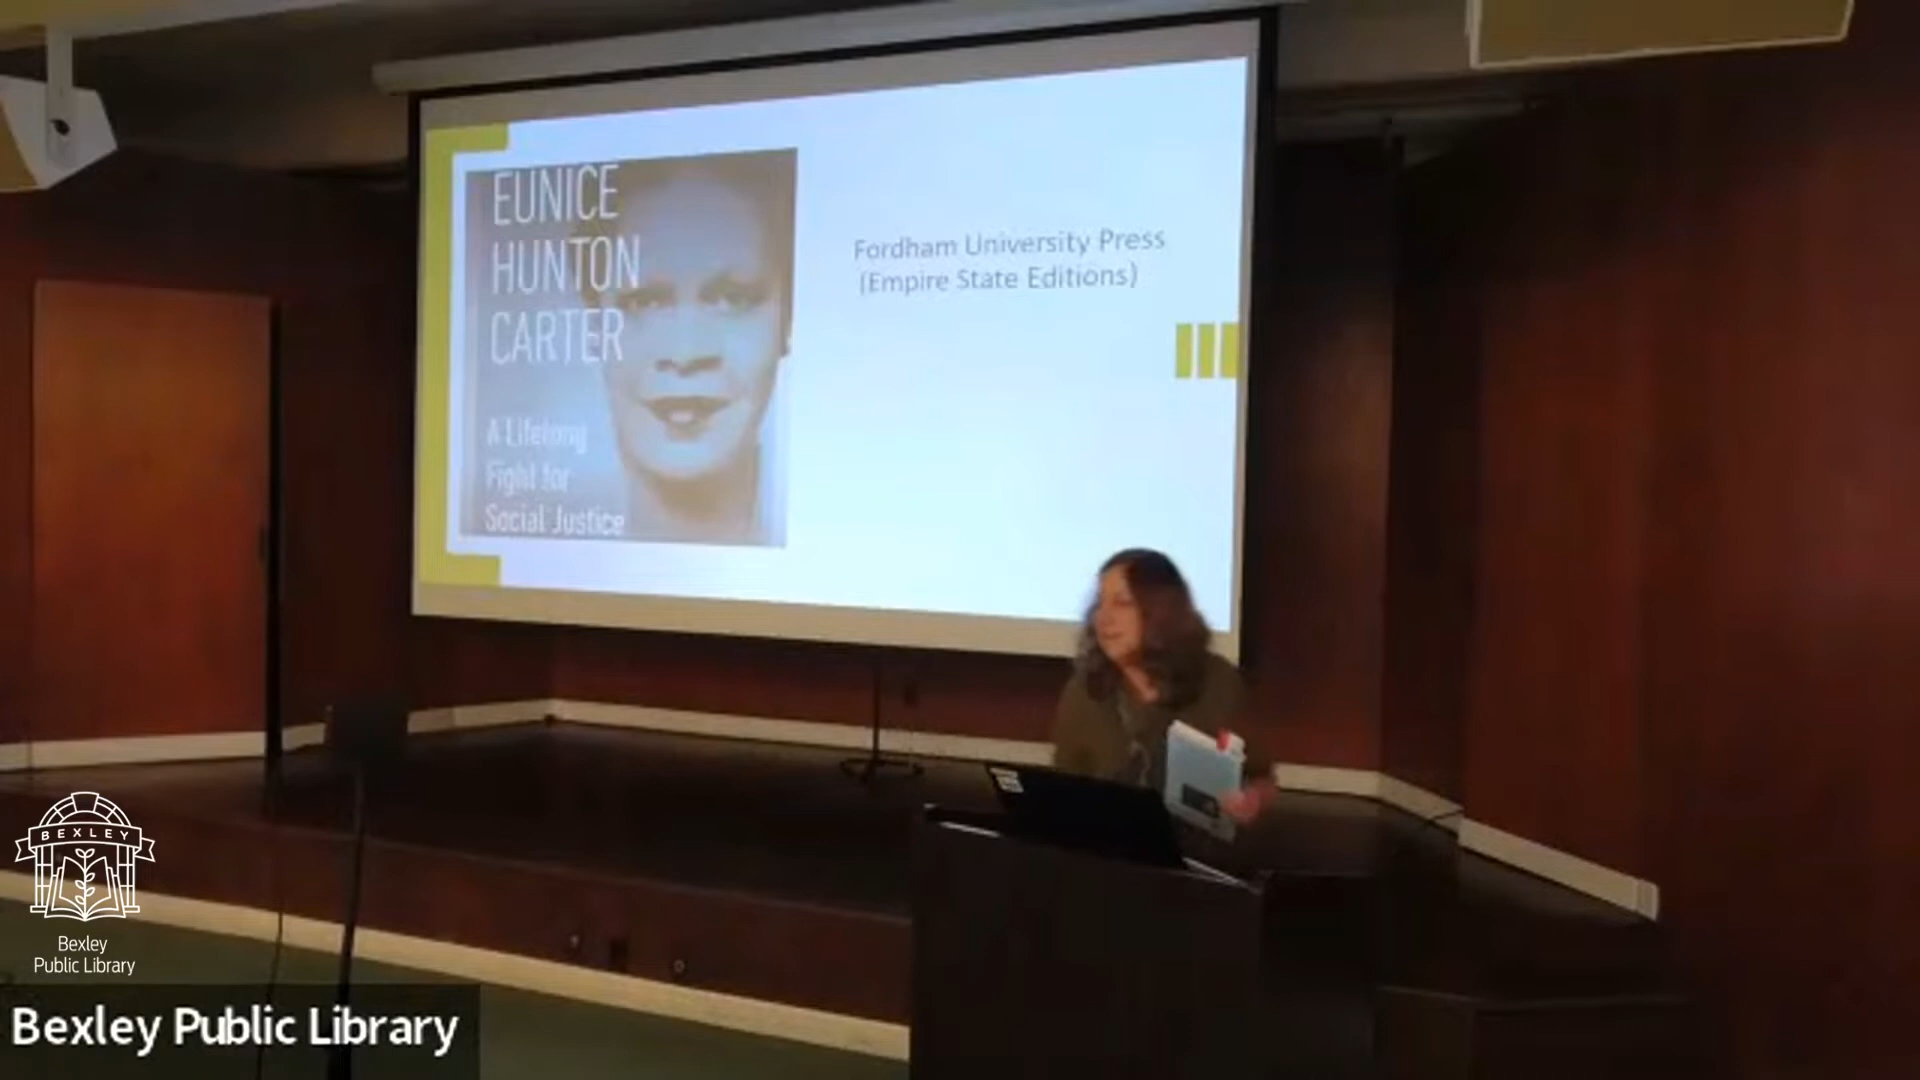 EUNICE
HUNTON
CARTER
A Lifelong
Fight for
Social Justice
Fordham University Press
(Empire State Editions)
BEXLEY
Bexley
Public Library
Bexley Public Library